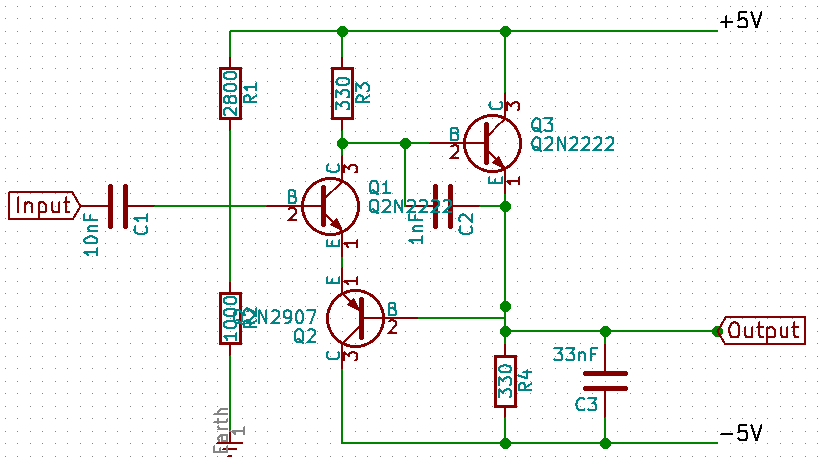 +5V
2800
R1
330
R3
C
3
B
2
Q3
Q2N2222
E
1
C
3
Input
10nF
C1
B
2
Q1
Q2N2222
E
1
1nF
C2
E
1
B
2
Q2N2907
Q2
C
3
1000
R2
Output
33nF
C3
330
R4
Earth
1
-5V